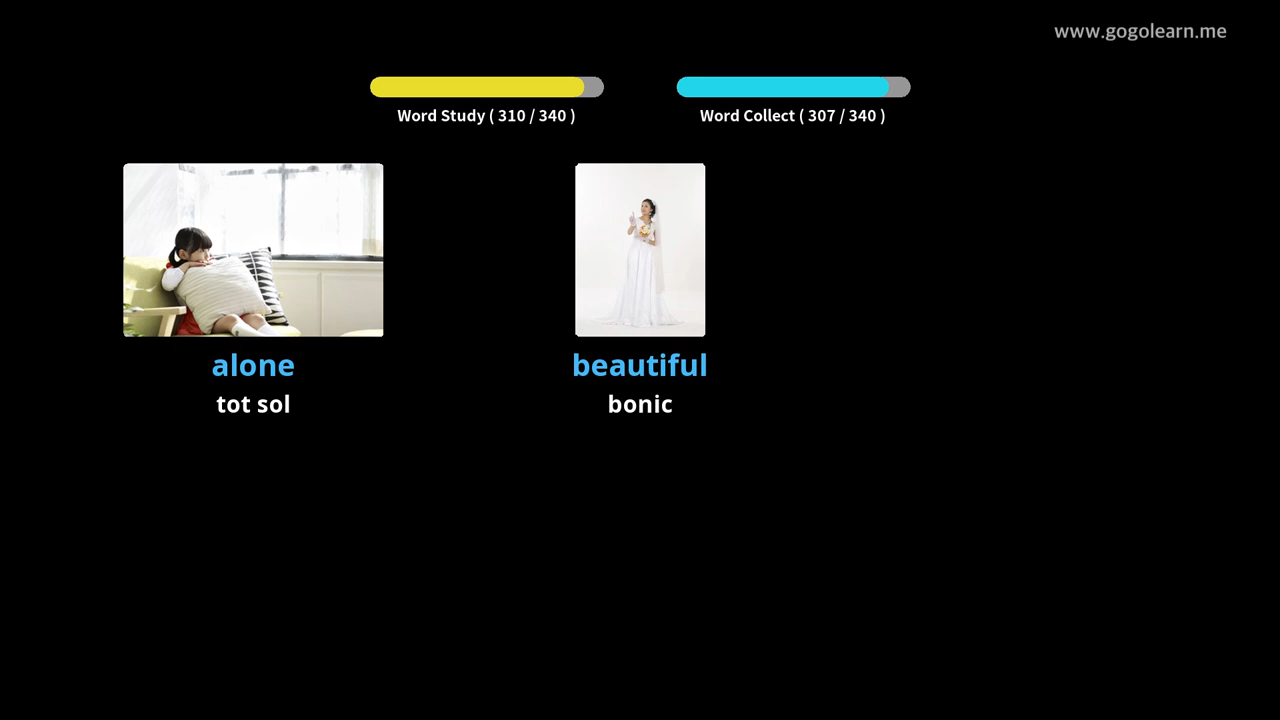 www.gogolearn.me
Word Study ( 310 / 340 )
Word Collect ( 307 / 340 )
alone
tot sol
beautiful
bonic